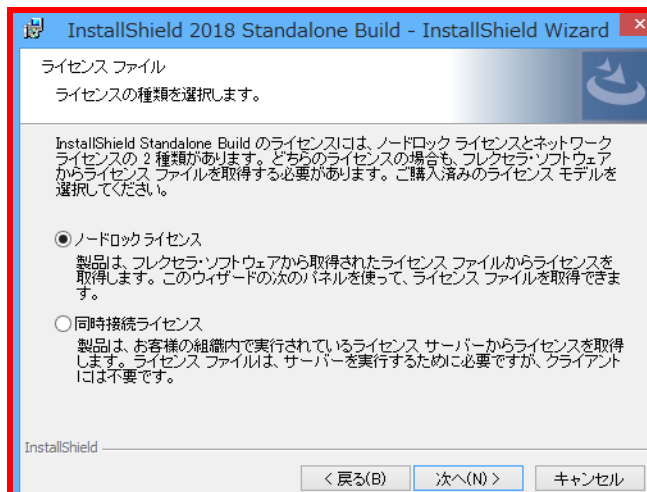 InstallShield 2018 Standalone Build - InstallShield Wizard
ライセンス ファイル
ライセンスの種類を選択します。
InstallShield Standalone Build のライセンスには、ノードロック ライセンスとネットワーク
ライセンスの 2 種類があります。どちらのライセンスの場合も、フレクセラ・ソフトウェア
からライセンス ファイルを取得する必要があります。ご購入済みのライセンス モデルを
選択してください。
ノードロック ライセンス
製品は、フレクセラ・ソフトウェアから取得されたライセンス ファイルからライセンスを
取得します。このウィザードの次のパネルを使って、ライセンス ファイルを取得できま
す。
同時接続ライセンス
製品は、お客様の組織内で実行されているライセンス サーバーからライセンスを取得
します。ライセンス ファイルは、サーバーを実行するために必要ですが、クライアント
には不要です。
InstallShield
< 戻る(B)
次へ(N) >
キャンセル